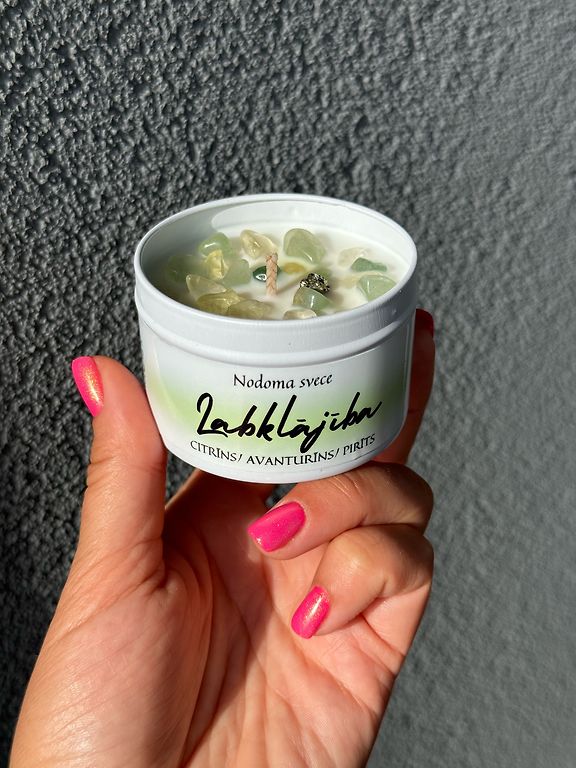 Nodoma svece
Labklājība
CITRĪNS/ AVANTURĪNS/ PIRĪTS